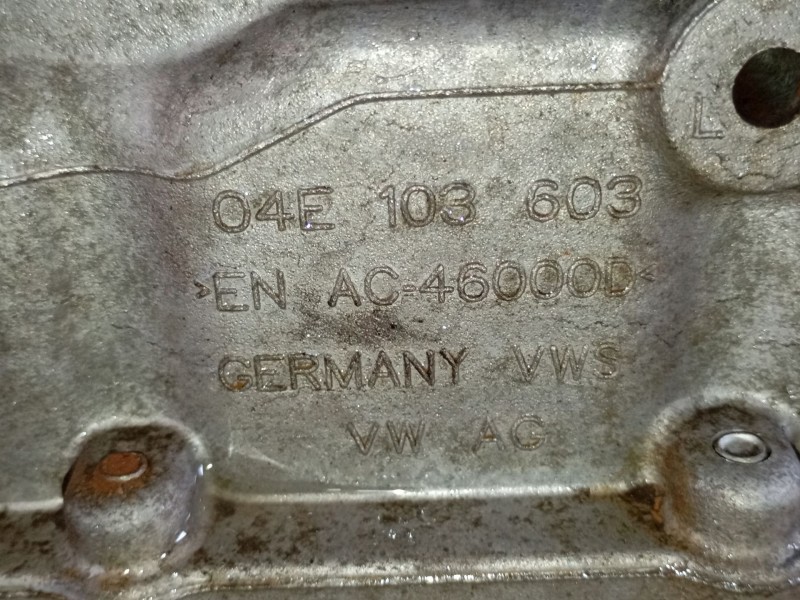 L
04E 103 603
>EN AC-46000D<
GERMANY VWS
VW AG